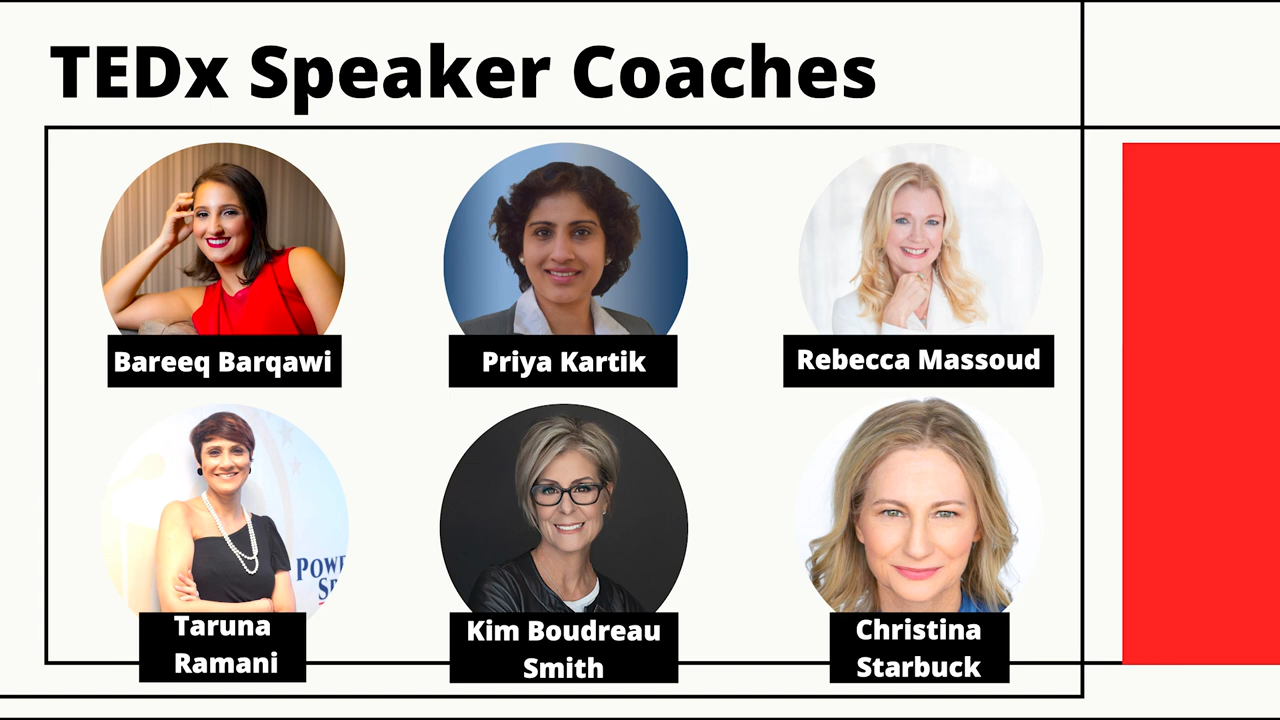 TEDx Speaker Coaches
Bareeq Barqawi
Priya Kartik
Rebecca Massoud
Taruna
Ramani
Kim Boudreau
Smith
Christina
Starbuck